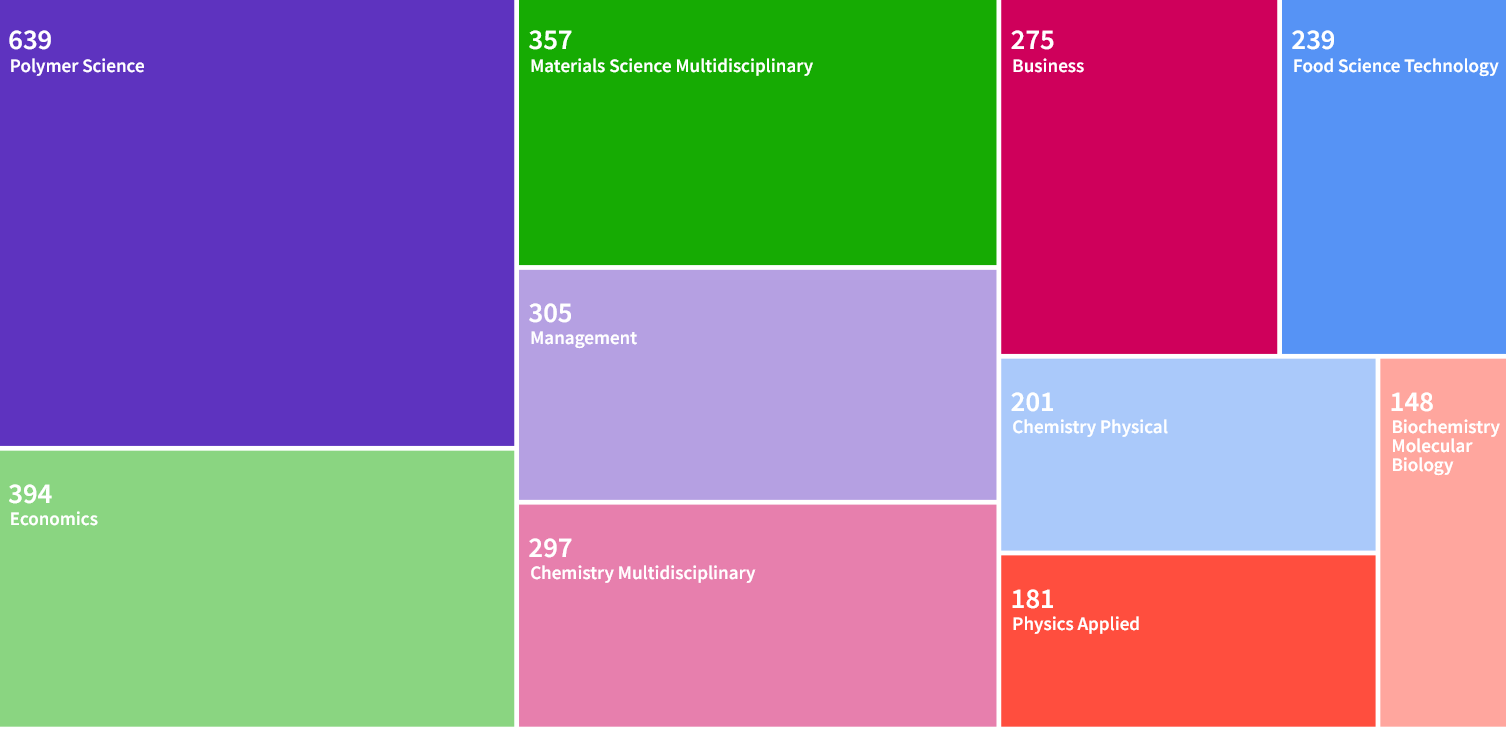 639
Polymer Science
394
Economics
357
Materials Science Multidisciplinary
305
Management
297
Chemistry Multidisciplinary
275
Business
239
Food Science Technology
201
Chemistry Physical
181
Physics Applied
148
Biochemistry
Molecular
Biology